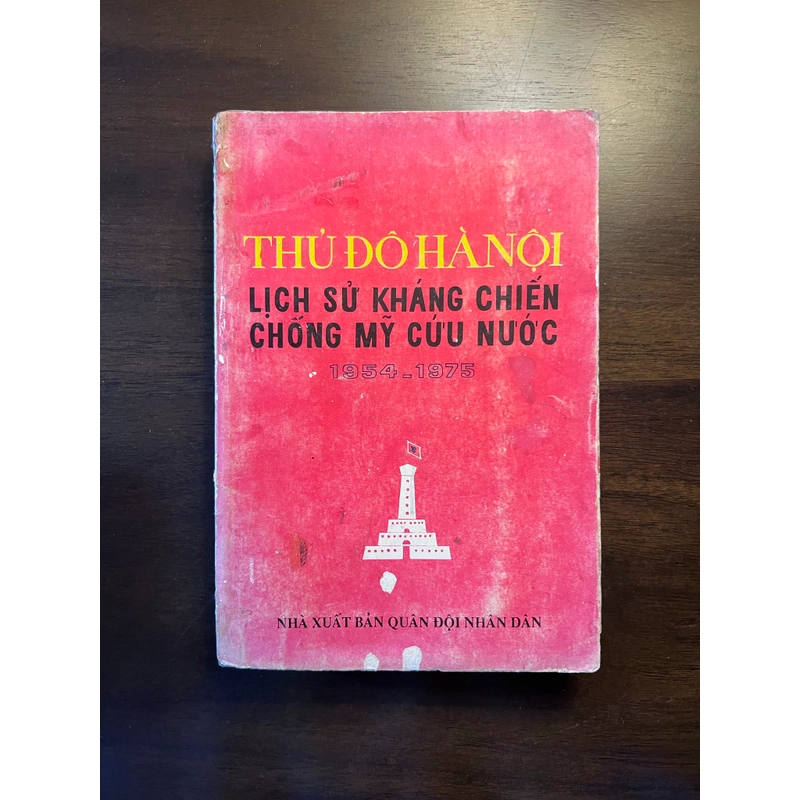 THỦ ĐÔ HÀ NỘI
LỊCH SỬ KHÁNG CHIẾN
CHỐNG MỸ CỨU NƯỚC
1954-1975
NHÀ XUẤT BẢN QUÂN ĐỘI NHÂN DÂN